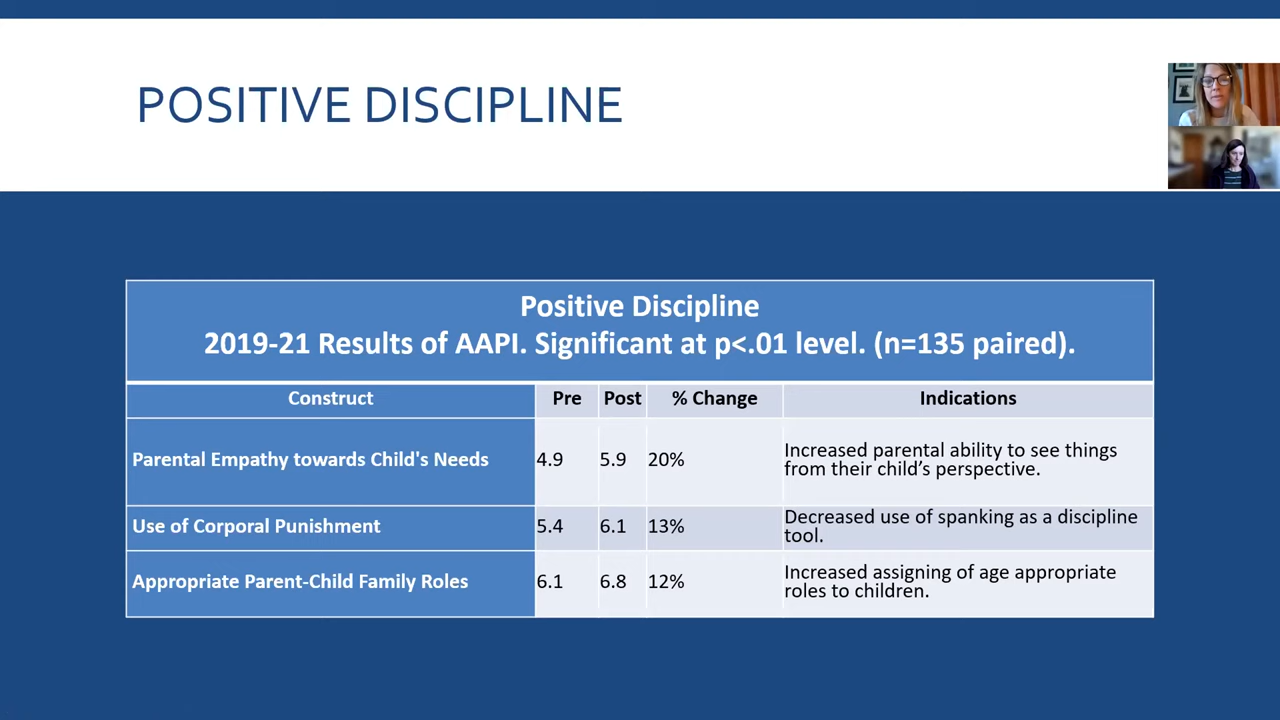 POSITIVE DISCIPLINE
Positive Discipline
2019-21 Results of AAPI. Significant at p<.01 level. (n=135 paired).
Construct Pre Post % Change Indications
Parental Empathy towards Child's Needs 4.9 5.9 20% Increased parental ability to see things
from their child’s perspective.
Use of Corporal Punishment 5.4 6.1 13% Decreased use of spanking as a discipline
tool.
Appropriate Parent-Child Family Roles 6.1 6.8 12% Increased assigning of age appropriate
roles to children.